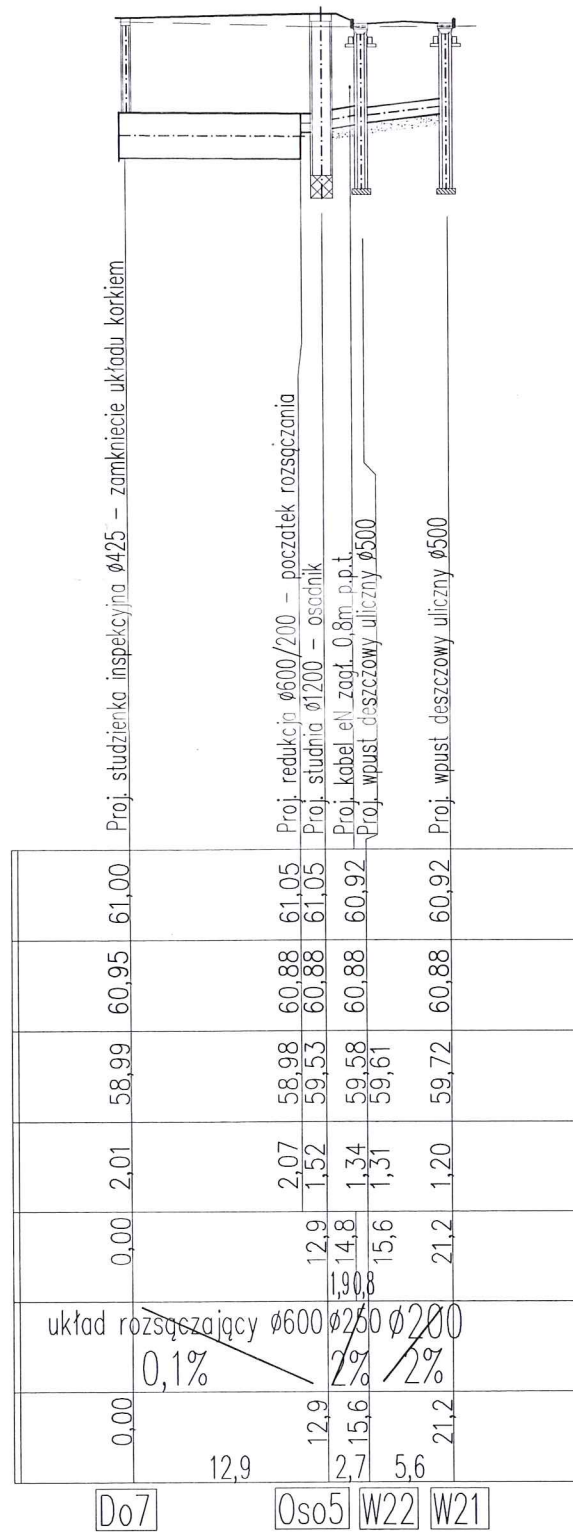 Proj. studzienka inspekcyjna ø425 – zamkniecie układu korkiem
Proj. redukcja ø600/200 – poczatek rozsączania
Proj. studnia ø1200 – osadnik
Proj. kabel eN zagł. 0,8m p.p.t.
Proj. wpust deszczowy uliczny ø500
Proj. wpust deszczowy uliczny ø500
61,00 61,05 61,05 60,92 60,92
60,95 60,88 60,88 60,88 60,88
58,99 58,98 59,53 59,58 59,61 59,72
2,01 2,07 1,52 1,34 1,31 1,20
0,00 12,9 14,8 15,6 21,2
1,9 0,8
układ rozsączający ø600 ø250 ø200
0,1% 2% 2%
0,00 12,9 15,6 21,2
12,9 2,7 5,6
Do7 Oso5 W22 W21